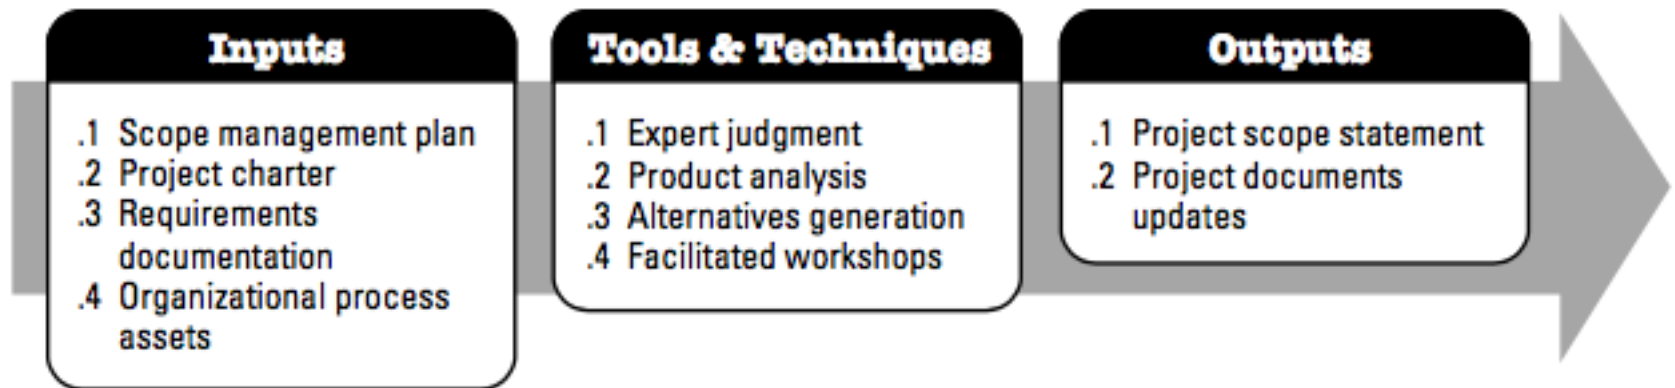 Inputs
.1 Scope management plan
.2 Project charter
.3 Requirements
documentation
.4 Organizational process
assets
Tools & Techniques
.1 Expert judgment
.2 Product analysis
.3 Alternatives generation
.4 Facilitated workshops
Outputs
.1 Project scope statement
.2 Project documents
updates